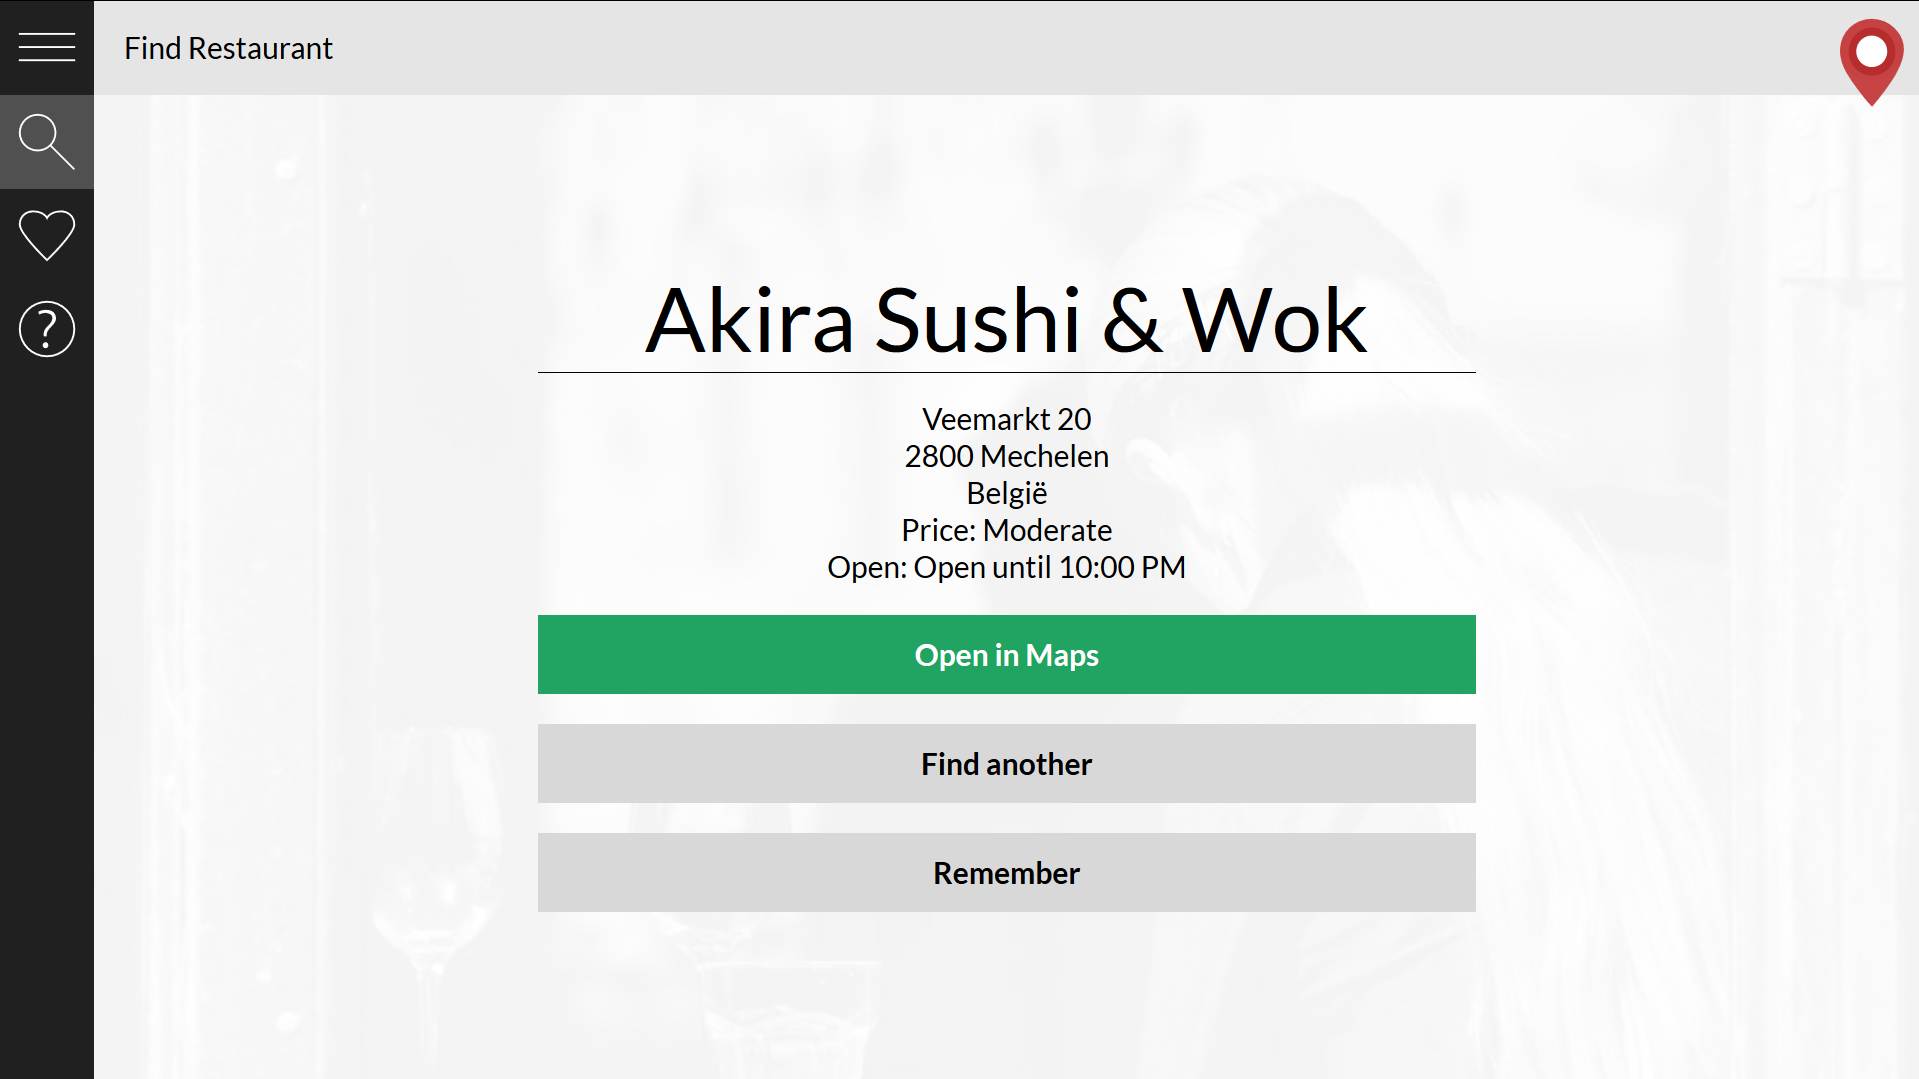 Find Restaurant
?
Akira Sushi & Wok
Veemarkt 20
2800 Mechelen
België
Price: Moderate
Open: Open until 10:00 PM
Open in Maps
Find another
Remember